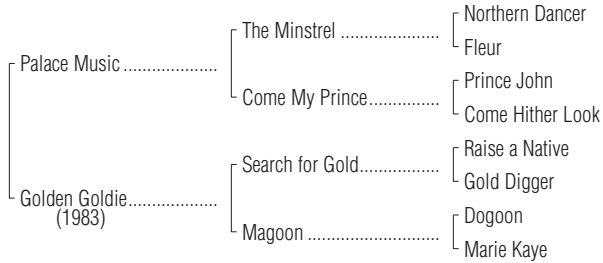 Northern Dancer
The Minstrel ..................
Fleur
Palace Music ...................
Prince John
Come My Prince..............
Come Hither Look
Raise a Native
Search for Gold................
Gold Digger
Golden Goldie..................
(1983)
Dogoon
Magoon ..........................
Marie Kaye